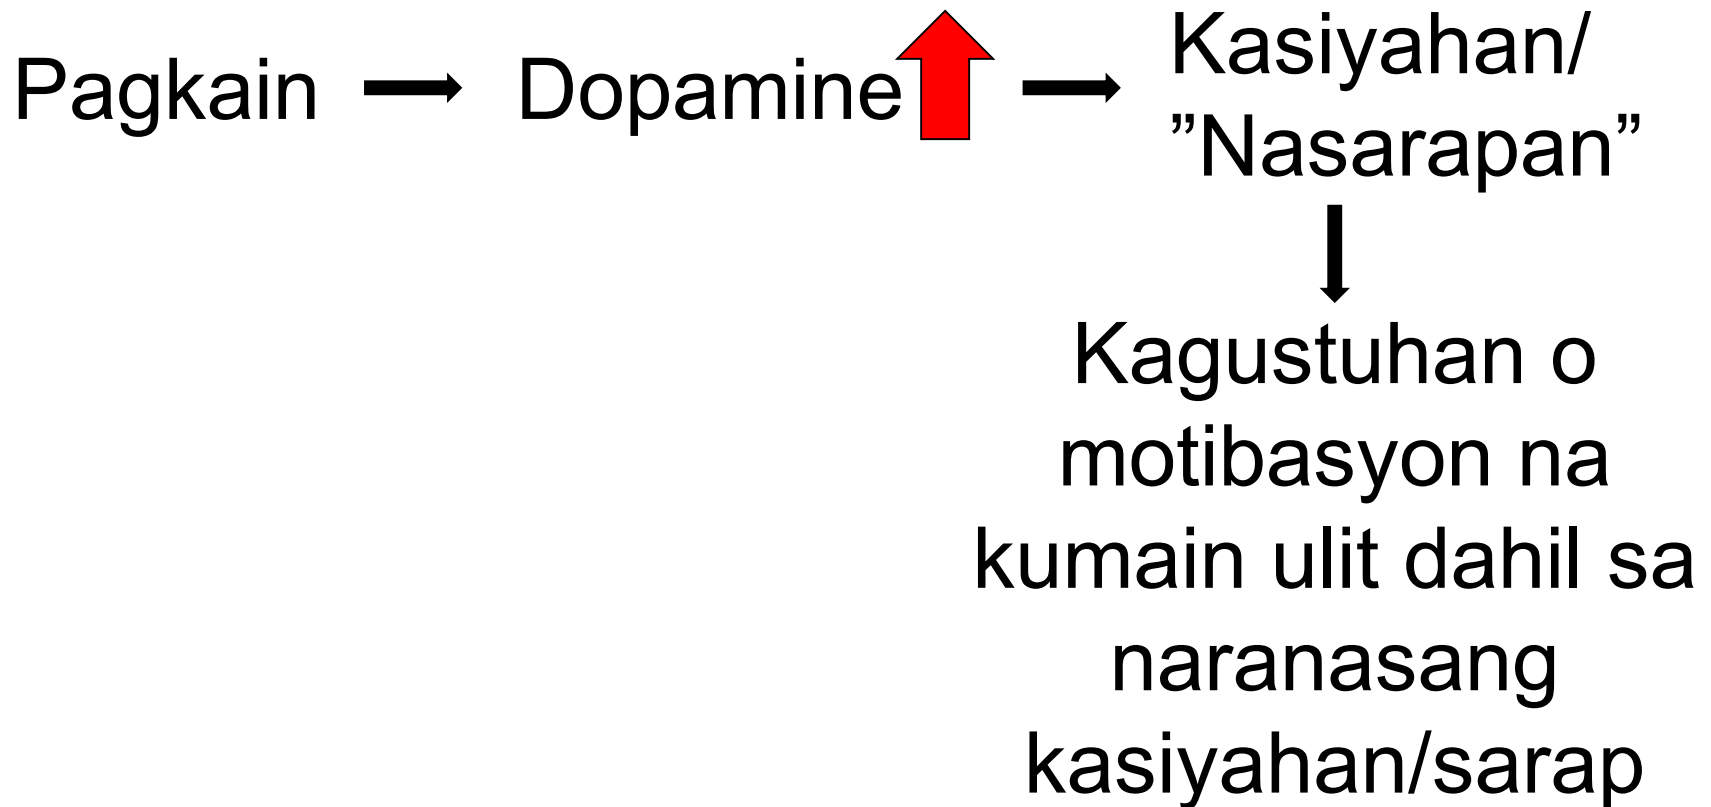 Pagkain
Dopamine
Kasiyahan/
”Nasarapan”
Kagustuhan o
motibasyon na
kumain ulit dahil sa
naranasang
kasiyahan/sarap